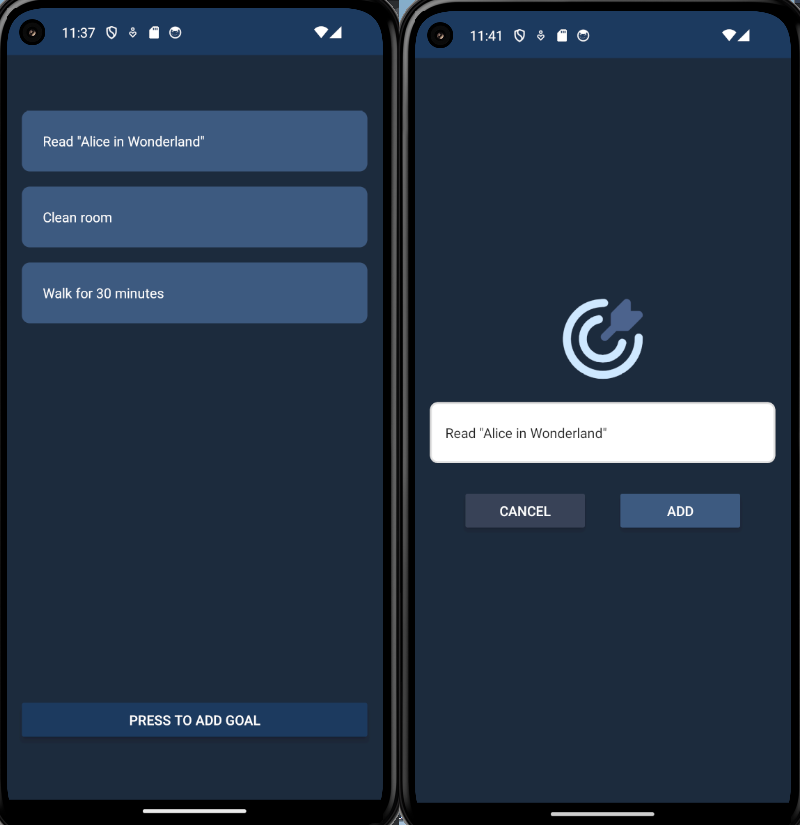 11:37
Read "Alice in Wonderland"
Clean room
Walk for 30 minutes
PRESS TO ADD GOAL
11:41
Read "Alice in Wonderland"
CANCEL
ADD